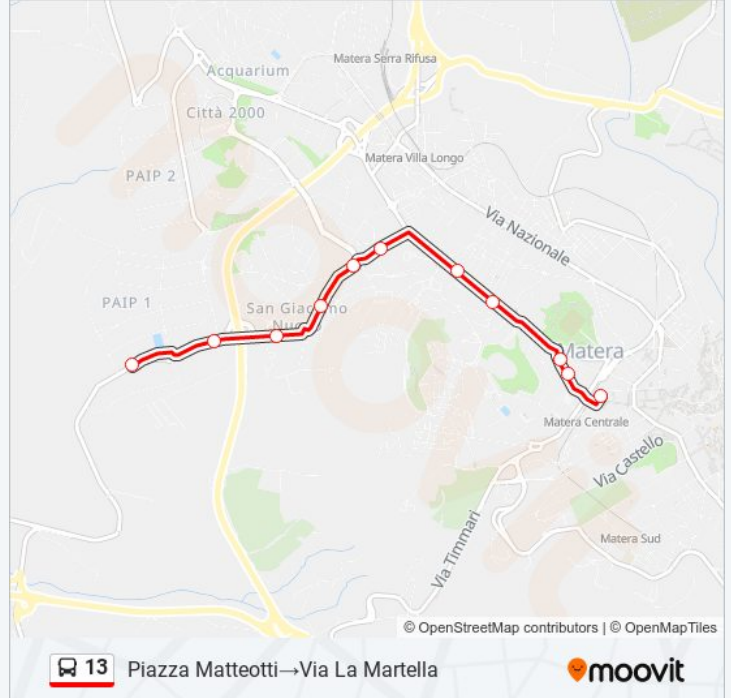 Matera Serra Rifusa
Acquarium
Città 2000
Matera Villa Longo
PAIP 2
Via Nazionale
PAIP 1
San Giacomo
Matera
Matera Centrale
Via Castello
Via Timmari
Matera Sud
© OpenStreetMap contributors | © OpenMapTiles
13 Piazza Matteotti→Via La Martella
moovit